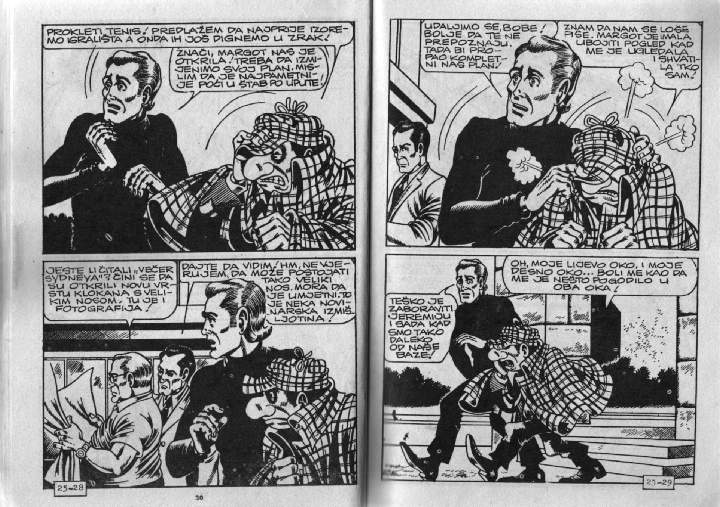 PROKLETI TENIS! PREDLAŽEM DA NAJPRIJE IZORE-
MO IGRALIŠTA A ONDA IH JOŠ DIGNEMO U ZRAK!
ZNAČI, MARGOT NAS JE
OTKRILA! TREBA DA IZMI-
JENIMO SVOJ PLAN. MIS-
LIM DA JE NAJPAMETNI-
JE POĆI U ŠTAB PO UPUTE!
JESTE LI ČITALI „VEČER
SYDNEYA"? ČINI SE DA
SU OTKRILI NOVU VR-
STU KLOKANA S VELI-
KIM NOSOM. TU JE I
FOTOGRAFIJA!
DAJTE DA VIDIM! HM, NE VJE-
RUJEM, DA MOŽE POSTOJATI
TAKO VELIKI
NOS. MORA DA
JE UMJETNI. TO
JE NEKA NOVI-
NARSKA IZMIŠ-
LJOTINA!
25-28
56
UDALJIMO SE, BOBE!
BOLJE DA TE NE
PREPOZNAJU.
TADA BI PRO-
PAO KOMPLET-
NI NAŠ PLAN!
ZNAM DA NAM SE LOŠE
PIŠE. MARGOT JE IMALA
UBOJITI POGLED KAD
ME JE UGLEDALA
I SHVATI-
LA TKO
SAM!
OH, MOJE LIJEVO OKO, I MOJE
DESNO OKO... BOLI ME KAO DA
ME JE NEŠTO POGODILO U
OBA OKA!
TEŠKO JE
ZABORAVITI
JEREMIJU
I SADA KAD
SMO TAKO
DALEKO
OD NAŠE
BAZE!
25-29